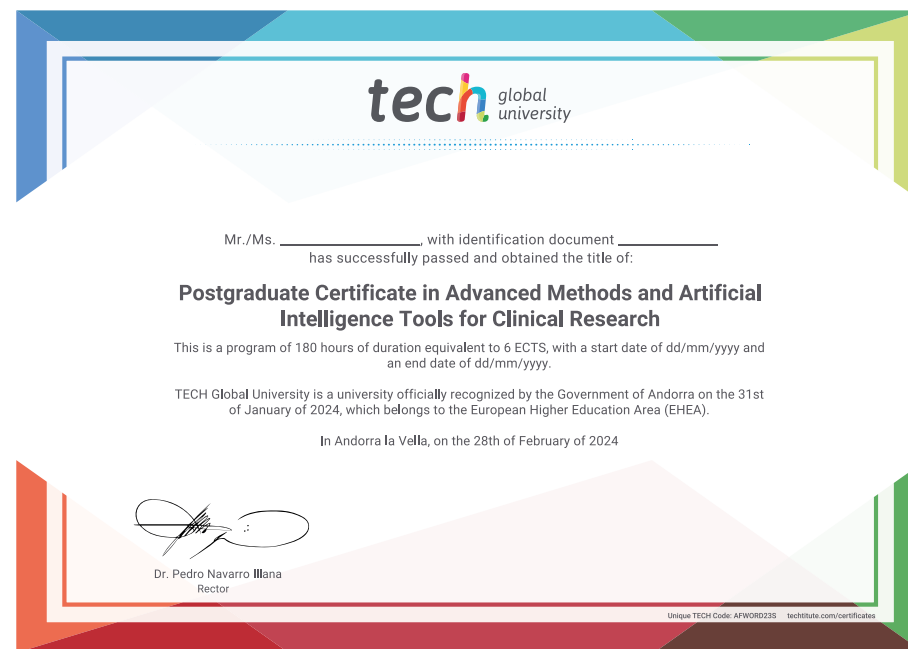 tech global university
Mr./Ms. ____________, with identification document ____________
has successfully passed and obtained the title of:
Postgraduate Certificate in Advanced Methods and Artificial
Intelligence Tools for Clinical Research
This is a program of 180 hours of duration equivalent to 6 ECTS, with a start date of dd/mm/yyyy and
an end date of dd/mm/yyyy.
TECH Global University is a university officially recognized by the Government of Andorra on the 31st
of January of 2024, which belongs to the European Higher Education Area (EHEA).
In Andorra la Vella, on the 28th of February of 2024
Dr. Pedro Navarro Illana
Rector
Unique TECH Code: AFWORD23S techtitute.com/certificates